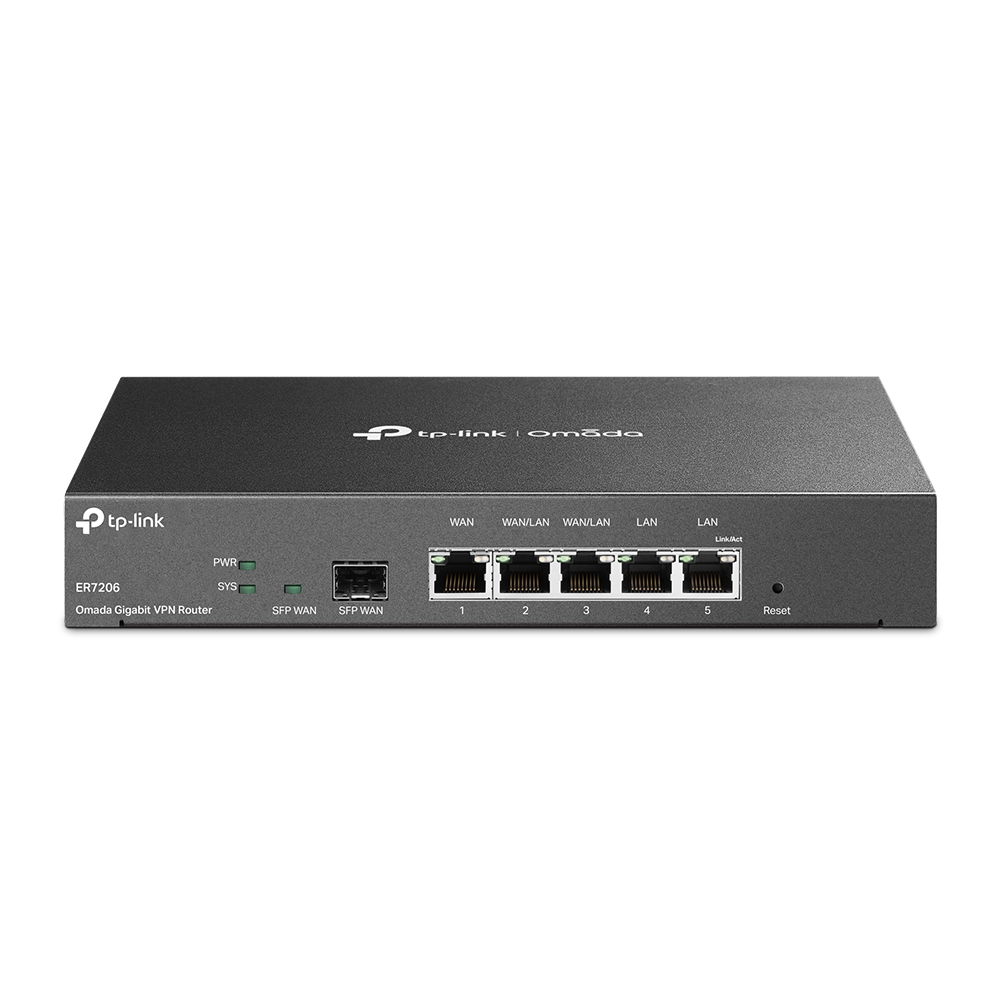 tp-link | omada
tp-link
WAN WAN/LAN WAN/LAN LAN LAN
Link/Act
PWR
SYS
ER7206
Omada Gigabit VPN Router
SFP WAN SFP WAN
1 2 3 4 5
Reset